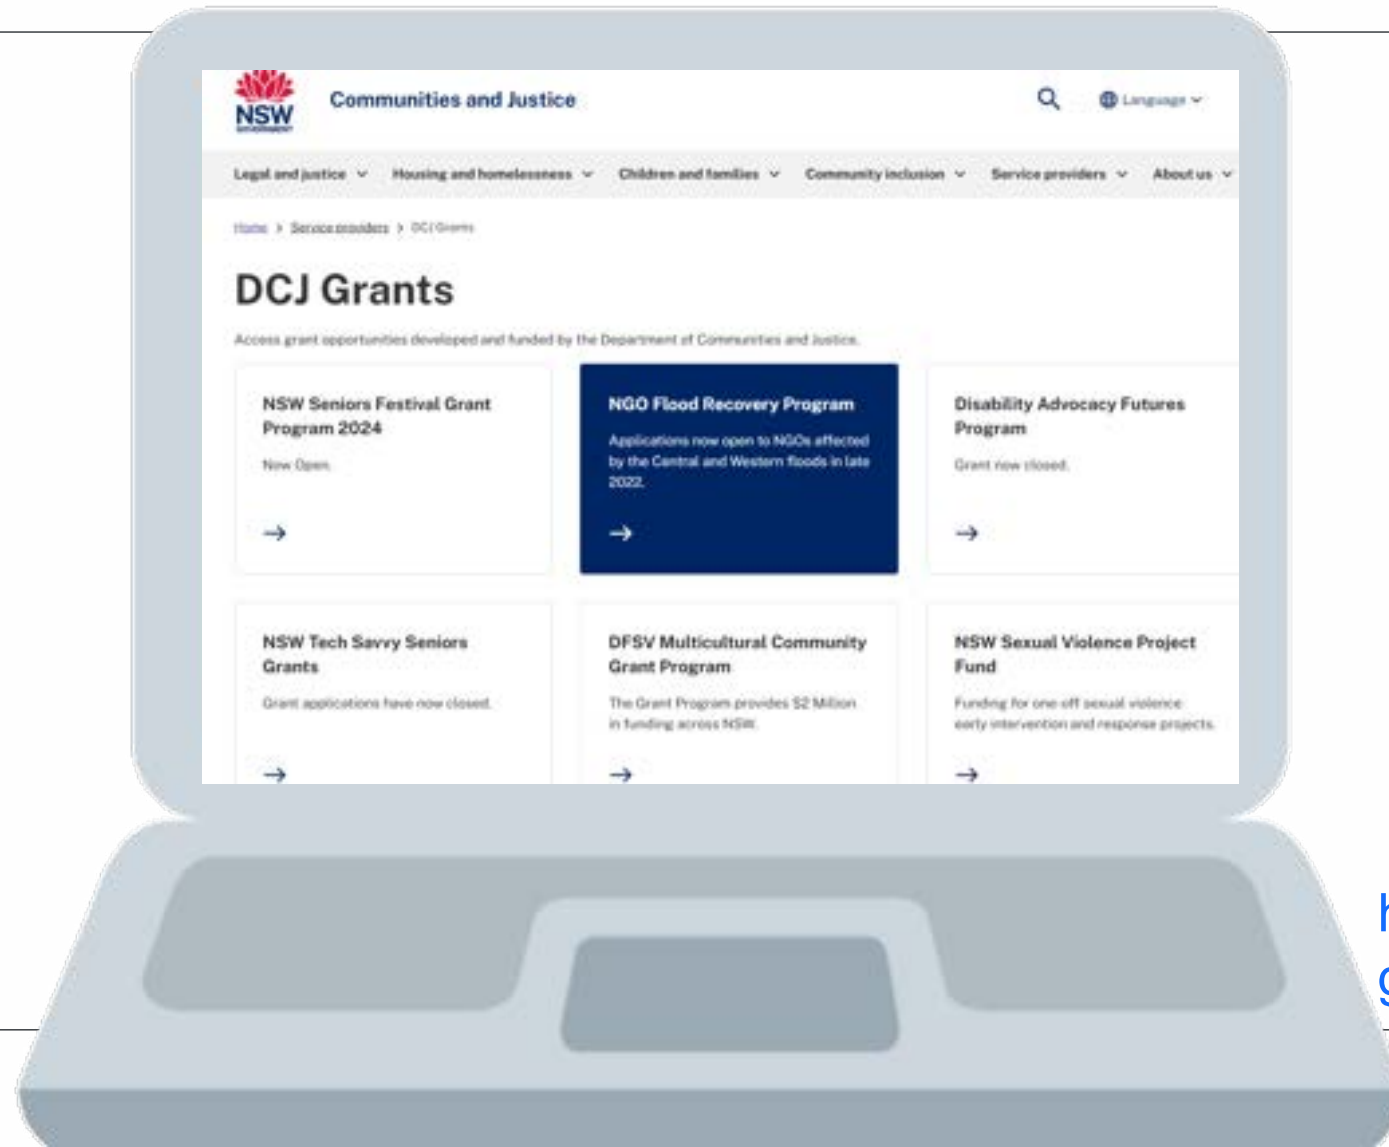 NSW
GOVERNMENT
Communities and Justice
Language
Legal and justice Housing and homelessness Children and families Community inclusion Service providers About us
Home > Service providers > DCJ Grants
DCJ Grants
Access grant opportunities developed and funded by the Department of Communities and Justice.
NSW Seniors Festival Grant
Program 2024
Now Open.
NGO Flood Recovery Program
Applications now open to NGOs affected
by the Central and Western floods in late
2022.
Disability Advocacy Futures
Program
Grant now closed.
NSW Tech Savvy Seniors
Grants
Grant applications have now closed.
DFSV Multicultural Community
Grant Program
The Grant Program provides $2 Million
in funding across NSW.
NSW Sexual Violence Project
Fund
Funding for one-off sexual violence
early intervention and response projects.